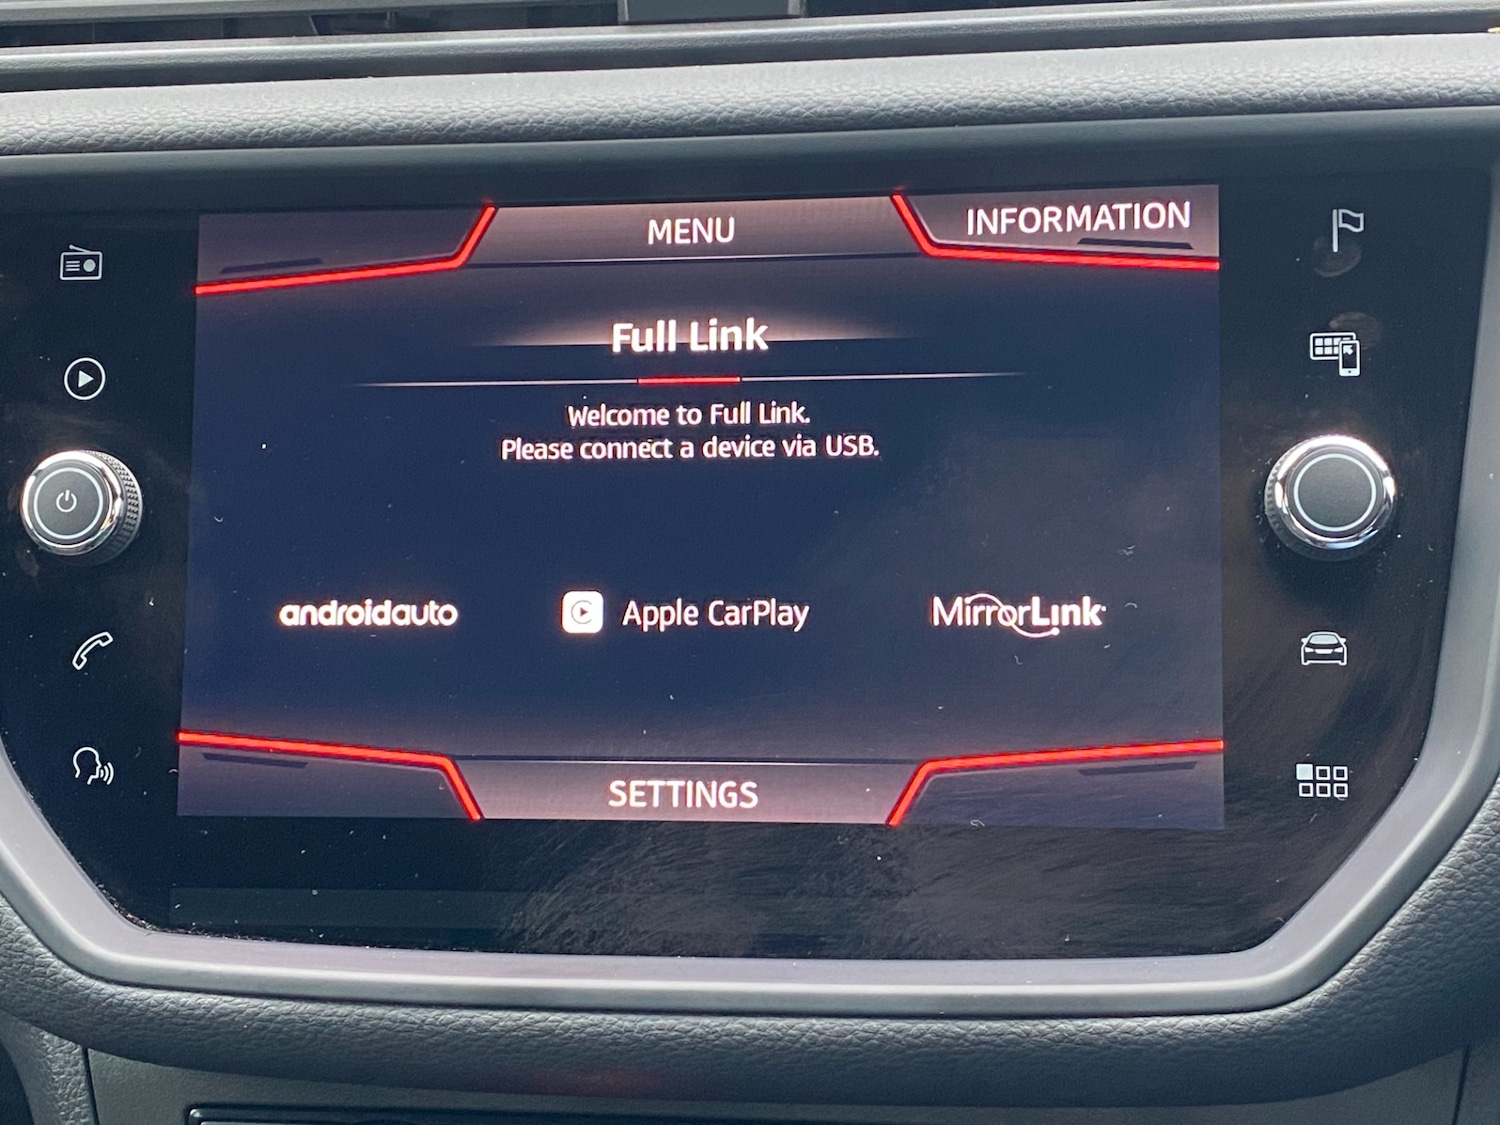 MENU
INFORMATION
Full Link
Welcome to Full Link.
Please connect a device via USB.
androidauto
Apple CarPlay
MirrorLink
SETTINGS